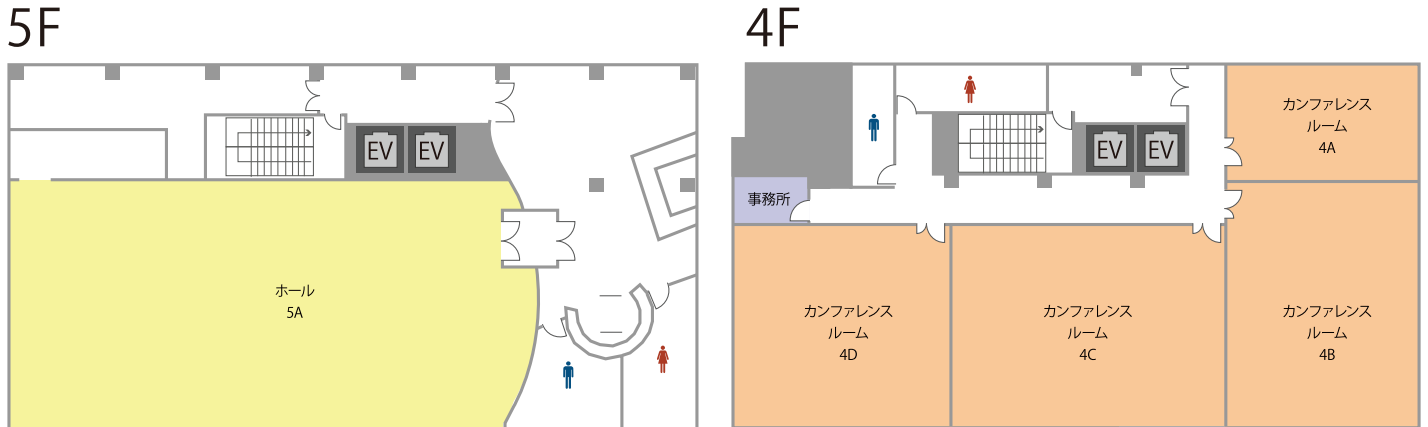 5F
EV
EV
ホール
5A
4F
EV
EV
事務所
カンファレンス
ルーム
4A
カンファレンス
ルーム
4D
カンファレンス
ルーム
4C
カンファレンス
ルーム
4B